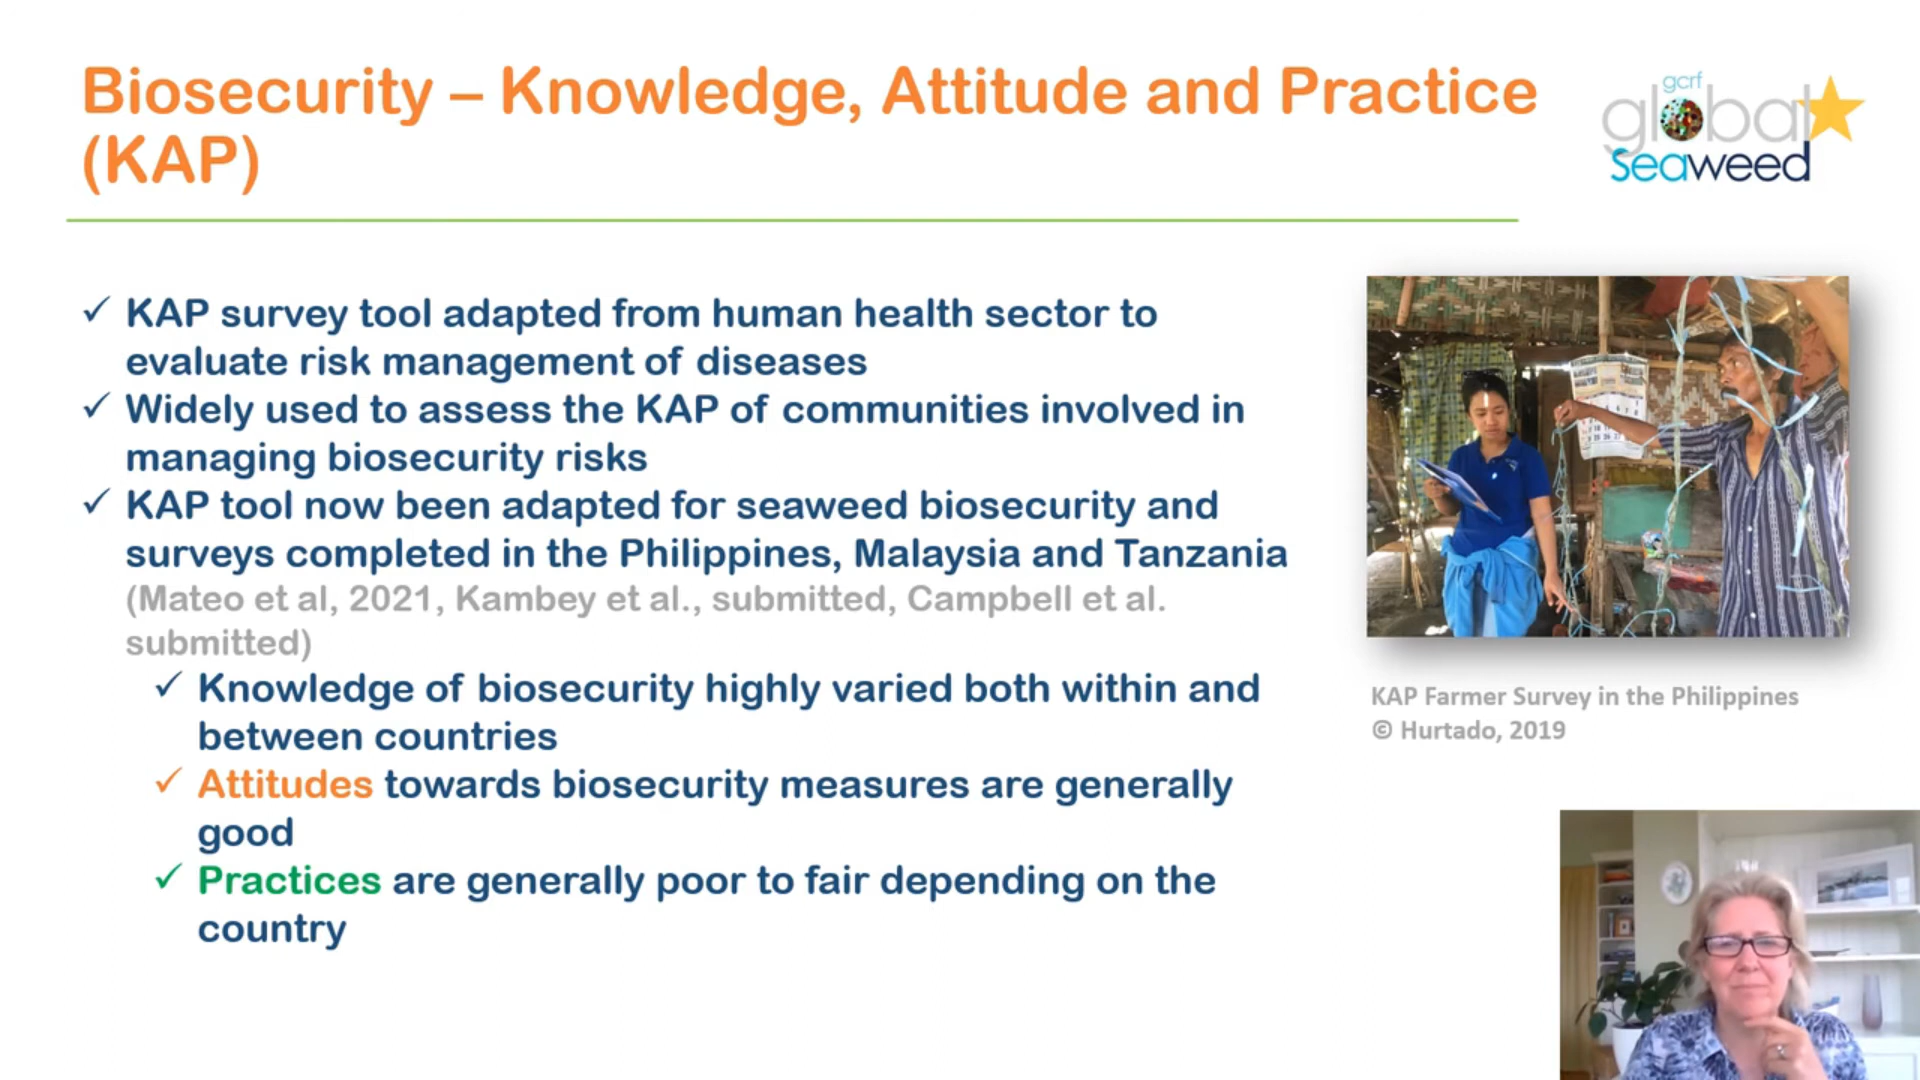 Biosecurity – Knowledge, Attitude and Practice
(KAP)
gcrf
global
Seaweed
✓ KAP survey tool adapted from human health sector to
evaluate risk management of diseases
✓ Widely used to assess the KAP of communities involved in
managing biosecurity risks
✓ KAP tool now been adapted for seaweed biosecurity and
surveys completed in the Philippines, Malaysia and Tanzania
(Mateo et al, 2021, Kambey et al., submitted, Campbell et al.
submitted)
✓ Knowledge of biosecurity highly varied both within and
between countries
✓ Attitudes towards biosecurity measures are generally
good
✓ Practices are generally poor to fair depending on the
country
KAP Farmer Survey in the Philippines
© Hurtado, 2019